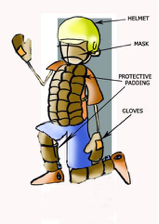 HELMET
MASK
PROTECTIVE
PADDING
GLOVES